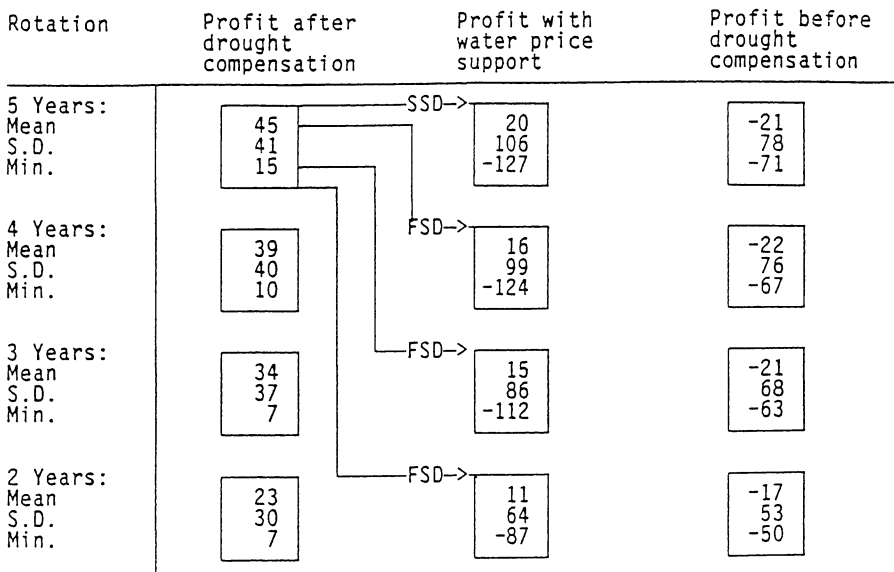 Rotation Profit after Profit with Profit before
drought water price drought
compensation support compensation
5 Years: SSD->
Mean 45 20 -21
S.D. 41 106 78
Min. 15 -127 -71
4 Years: FSD->
Mean 39 16 -22
S.D. 40 99 76
Min. 10 -124 -67
3 Years: FSD->
Mean 34 15 -21
S.D. 37 86 68
Min. 7 -112 -63
2 Years: FSD->
Mean 23 11 -17
S.D. 30 64 53
Min. 7 -87 -50